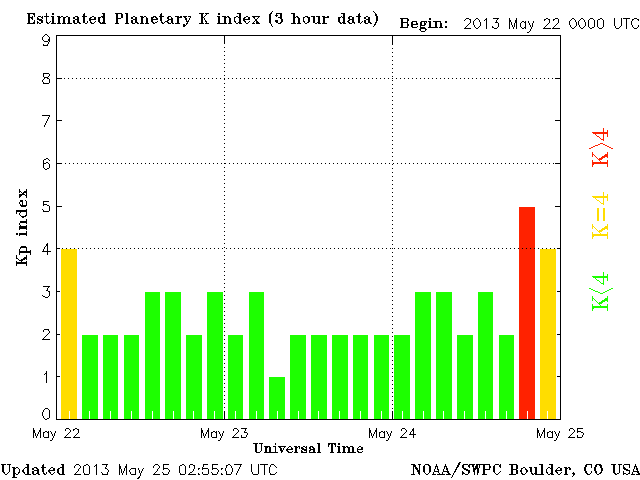 Estimated Planetary K index (3 hour data) Begin: 2013 May 22 0000 UTC
9
8
7
6
5
4
3
2
1
0
Kp index
K>4
K=4
K<4
May 22 May 23 May 24 May 25
Universal Time
Updated 2013 May 25 02:55:07 UTC NOAA/SWPC Boulder, CO USA